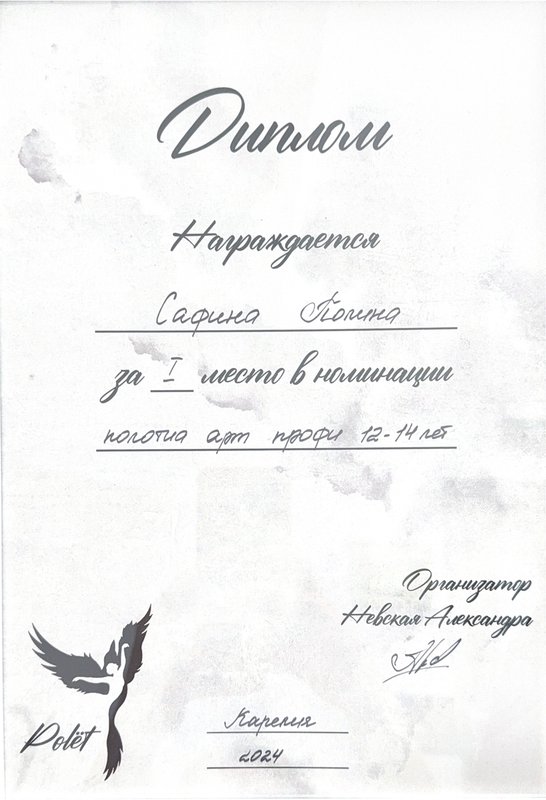 Диплом
Награждается
Сафина Полина
за I место в номинации
полотна арт профи 12-14 лет
Организатор
Невская Александра
Polёt
Карелия
2024